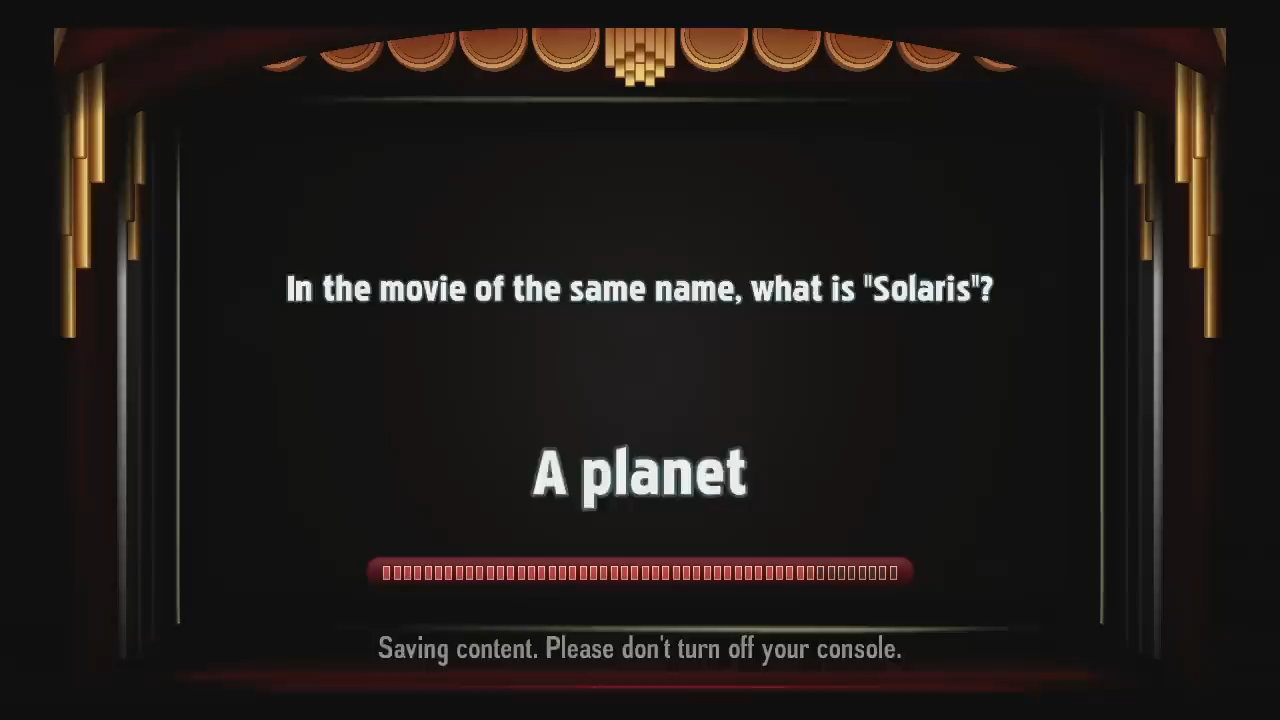 In the movie of the same name, what is "Solaris"?
A planet
Saving content. Please don't turn off your console.